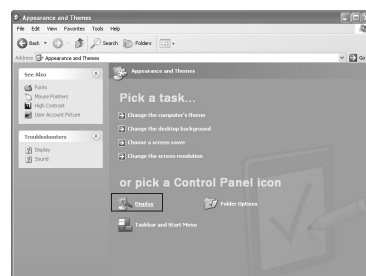 Appearance and Themes
File Edit View Favorites Tools Help
Back Search Folders
Address Appearance and Themes Go
See Also
Fonts
Mouse Pointers
High Contrast
User Account Picture
Troubleshooters
Display
Sound
Appearance and Themes
Pick a task...
Change the computer's theme
Change the desktop background
Choose a screen saver
Change the screen resolution
or pick a Control Panel icon
Display Folder Options
Taskbar and Start Menu